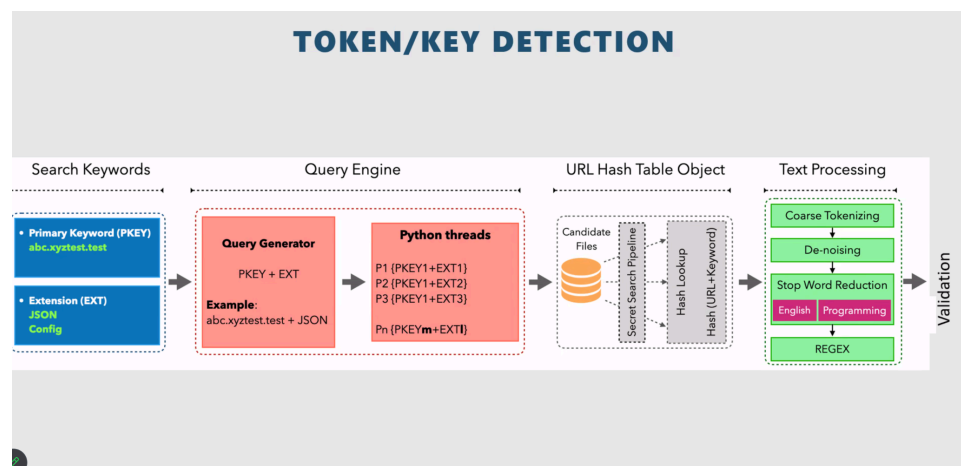 TOKEN/KEY DETECTION
Search Keywords
Query Engine
URL Hash Table Object
Text Processing
• Primary Keyword (PKEY)
abc.xyztest.test
• Extension (EXT)
JSON
Config
Query Generator
PKEY + EXT
Example:
abc.xyztest.test + JSON
Python threads
P1 {PKEY1+EXT1}
P2 {PKEY1+EXT2}
P3 {PKEY1+EXT3}
Pn {PKEYm+EXTl}
Candidate
Files
Secret Search Pipeline
Hash Lookup
Hash (URL+Keyword)
Coarse Tokenizing
De-noising
Stop Word Reduction
English
Programming
REGEX
Validation